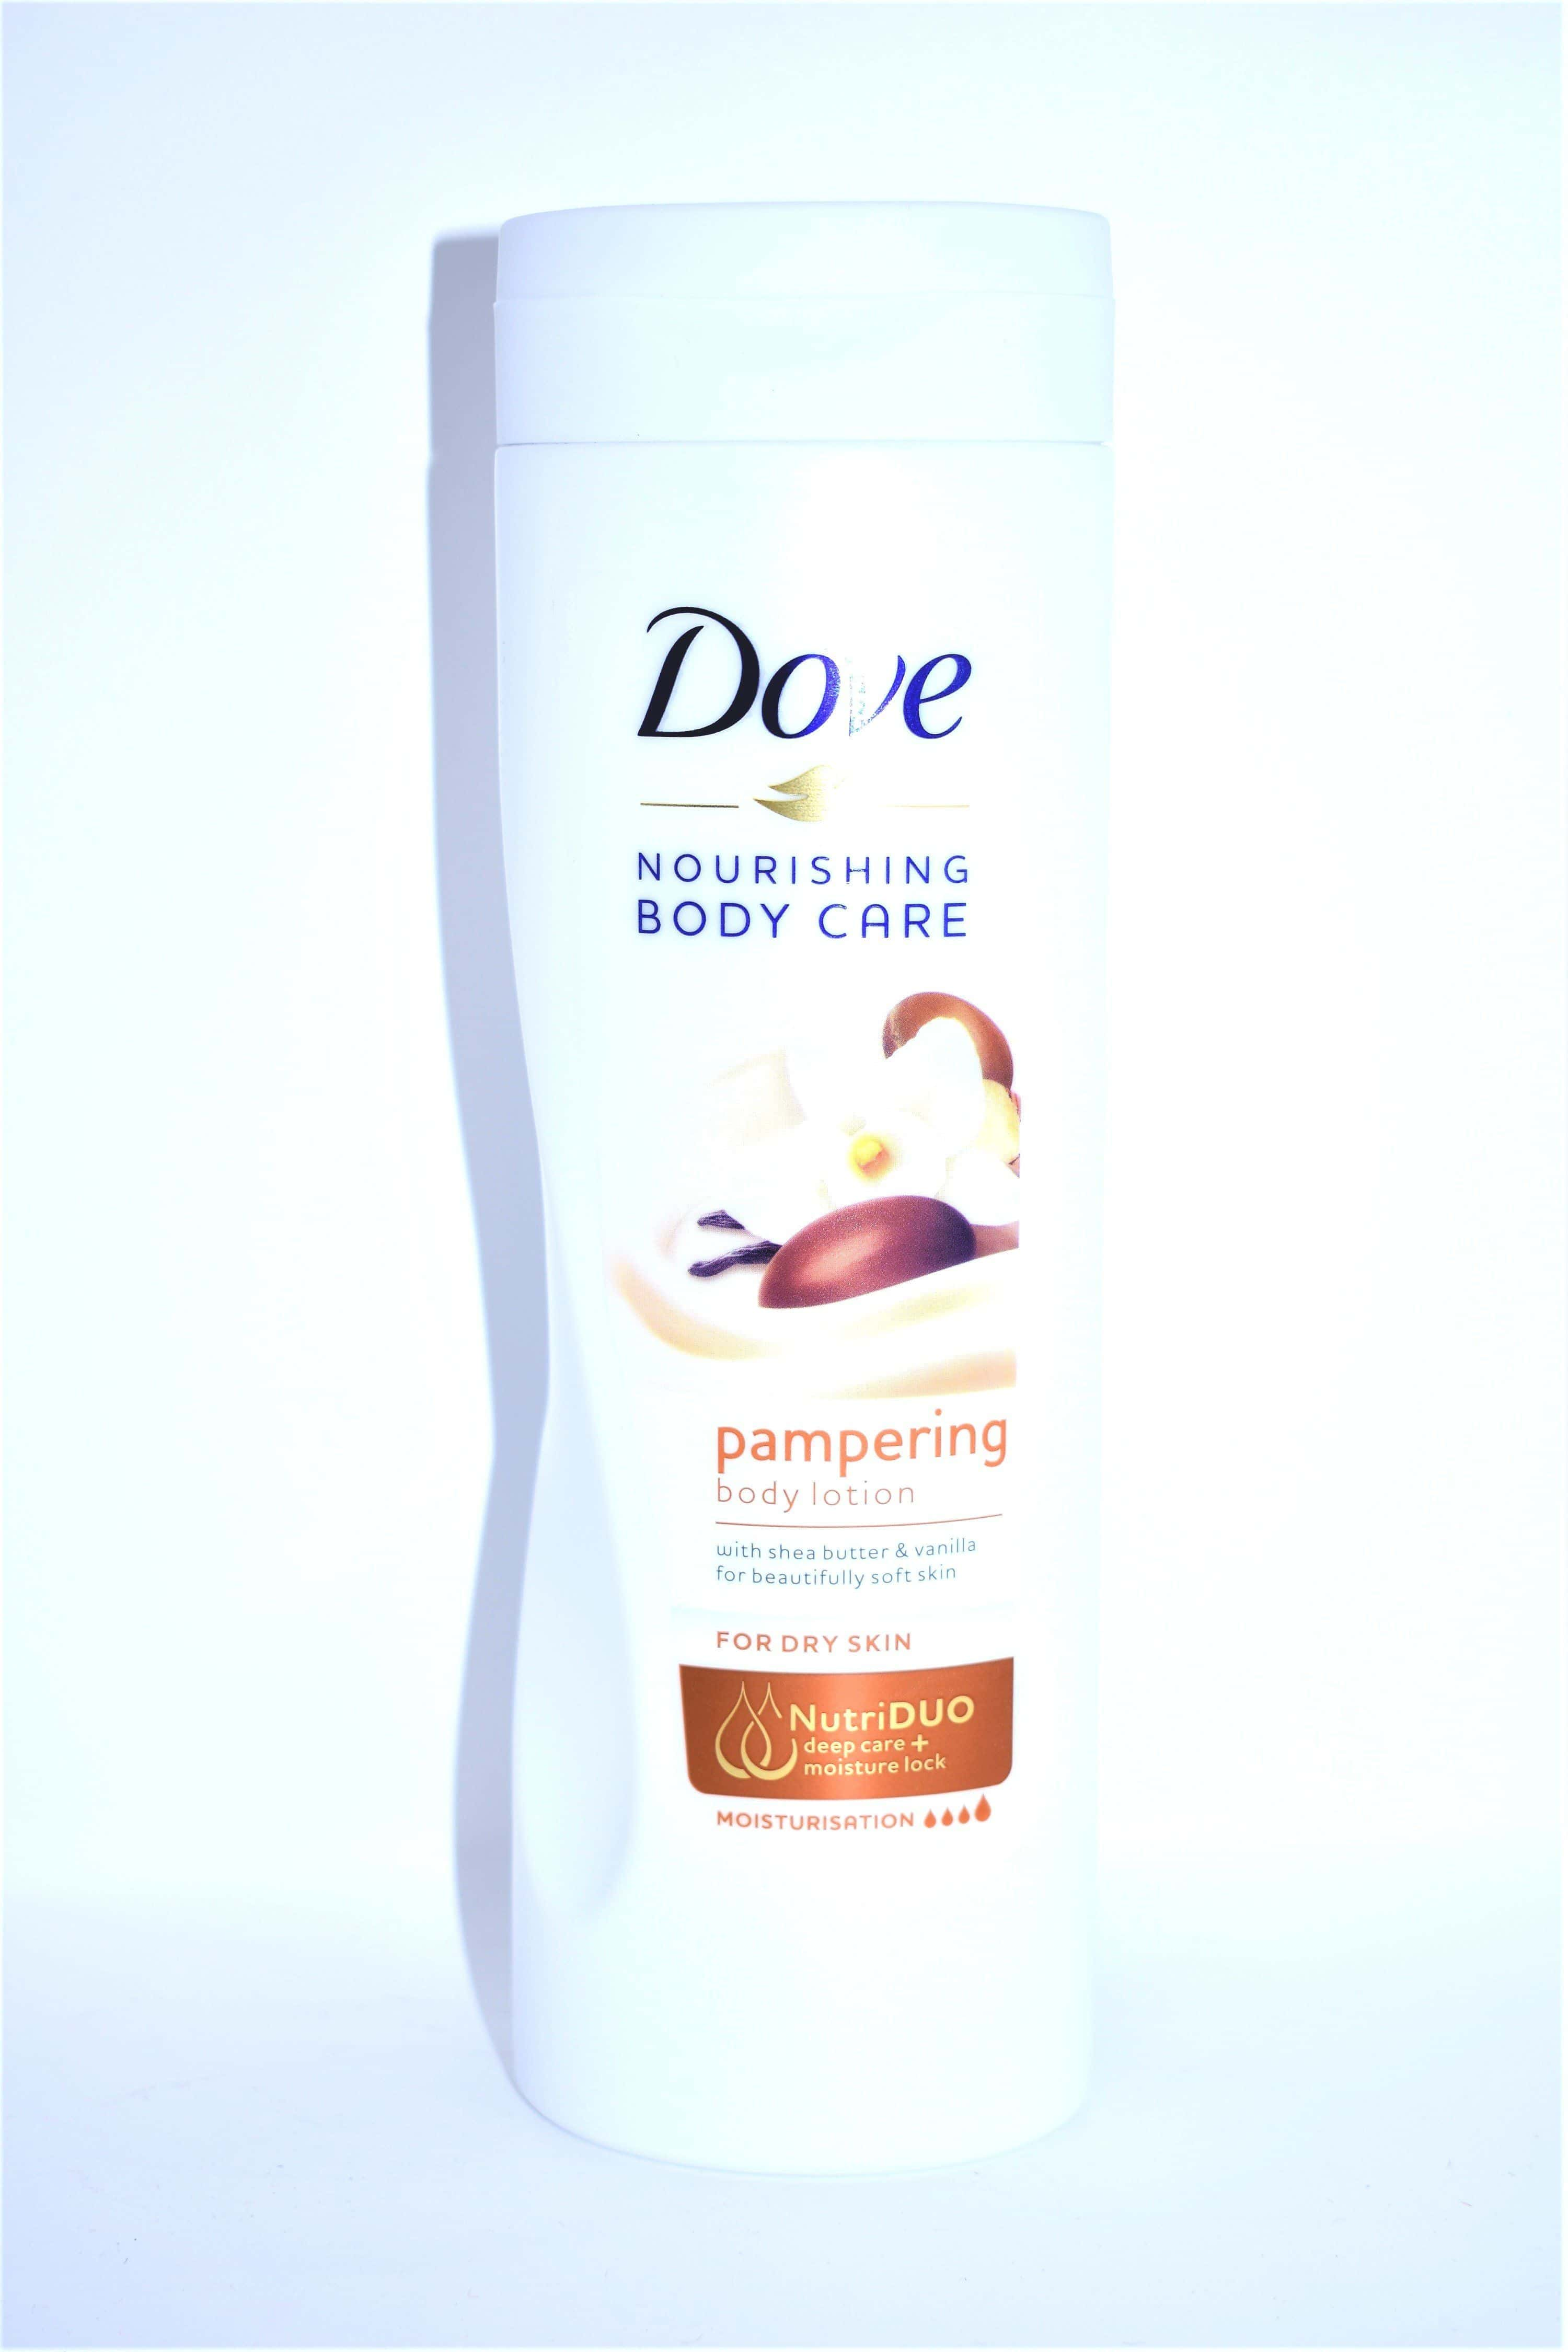 Dove
NOURISHING
BODY CARE
pampering
body lotion
with shea butter & vanilla
for beautifully soft skin
FOR DRY SKIN
NutriDUO
deep care +
moisture lock
MOISTURISATION